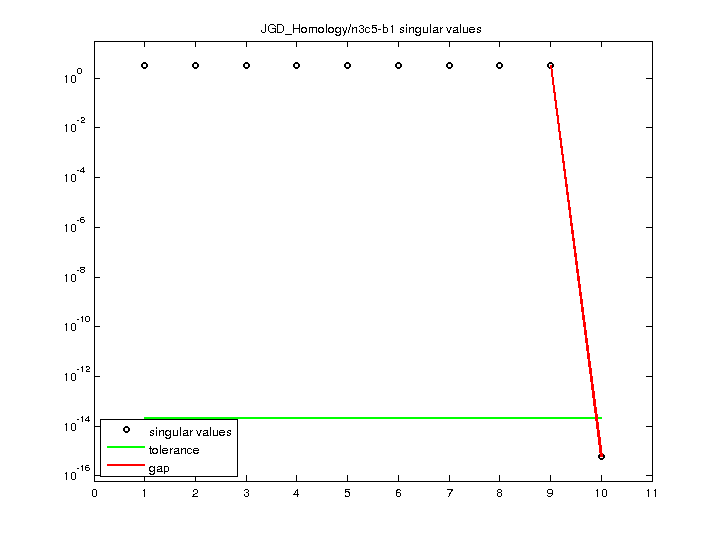 JGD_Homology/n3c5-b1 singular values
10^0
10^-2
10^-4
10^-6
10^-8
10^-10
10^-12
10^-14
10^-16
singular values
tolerance
gap
0 1 2 3 4 5 6 7 8 9 10 11